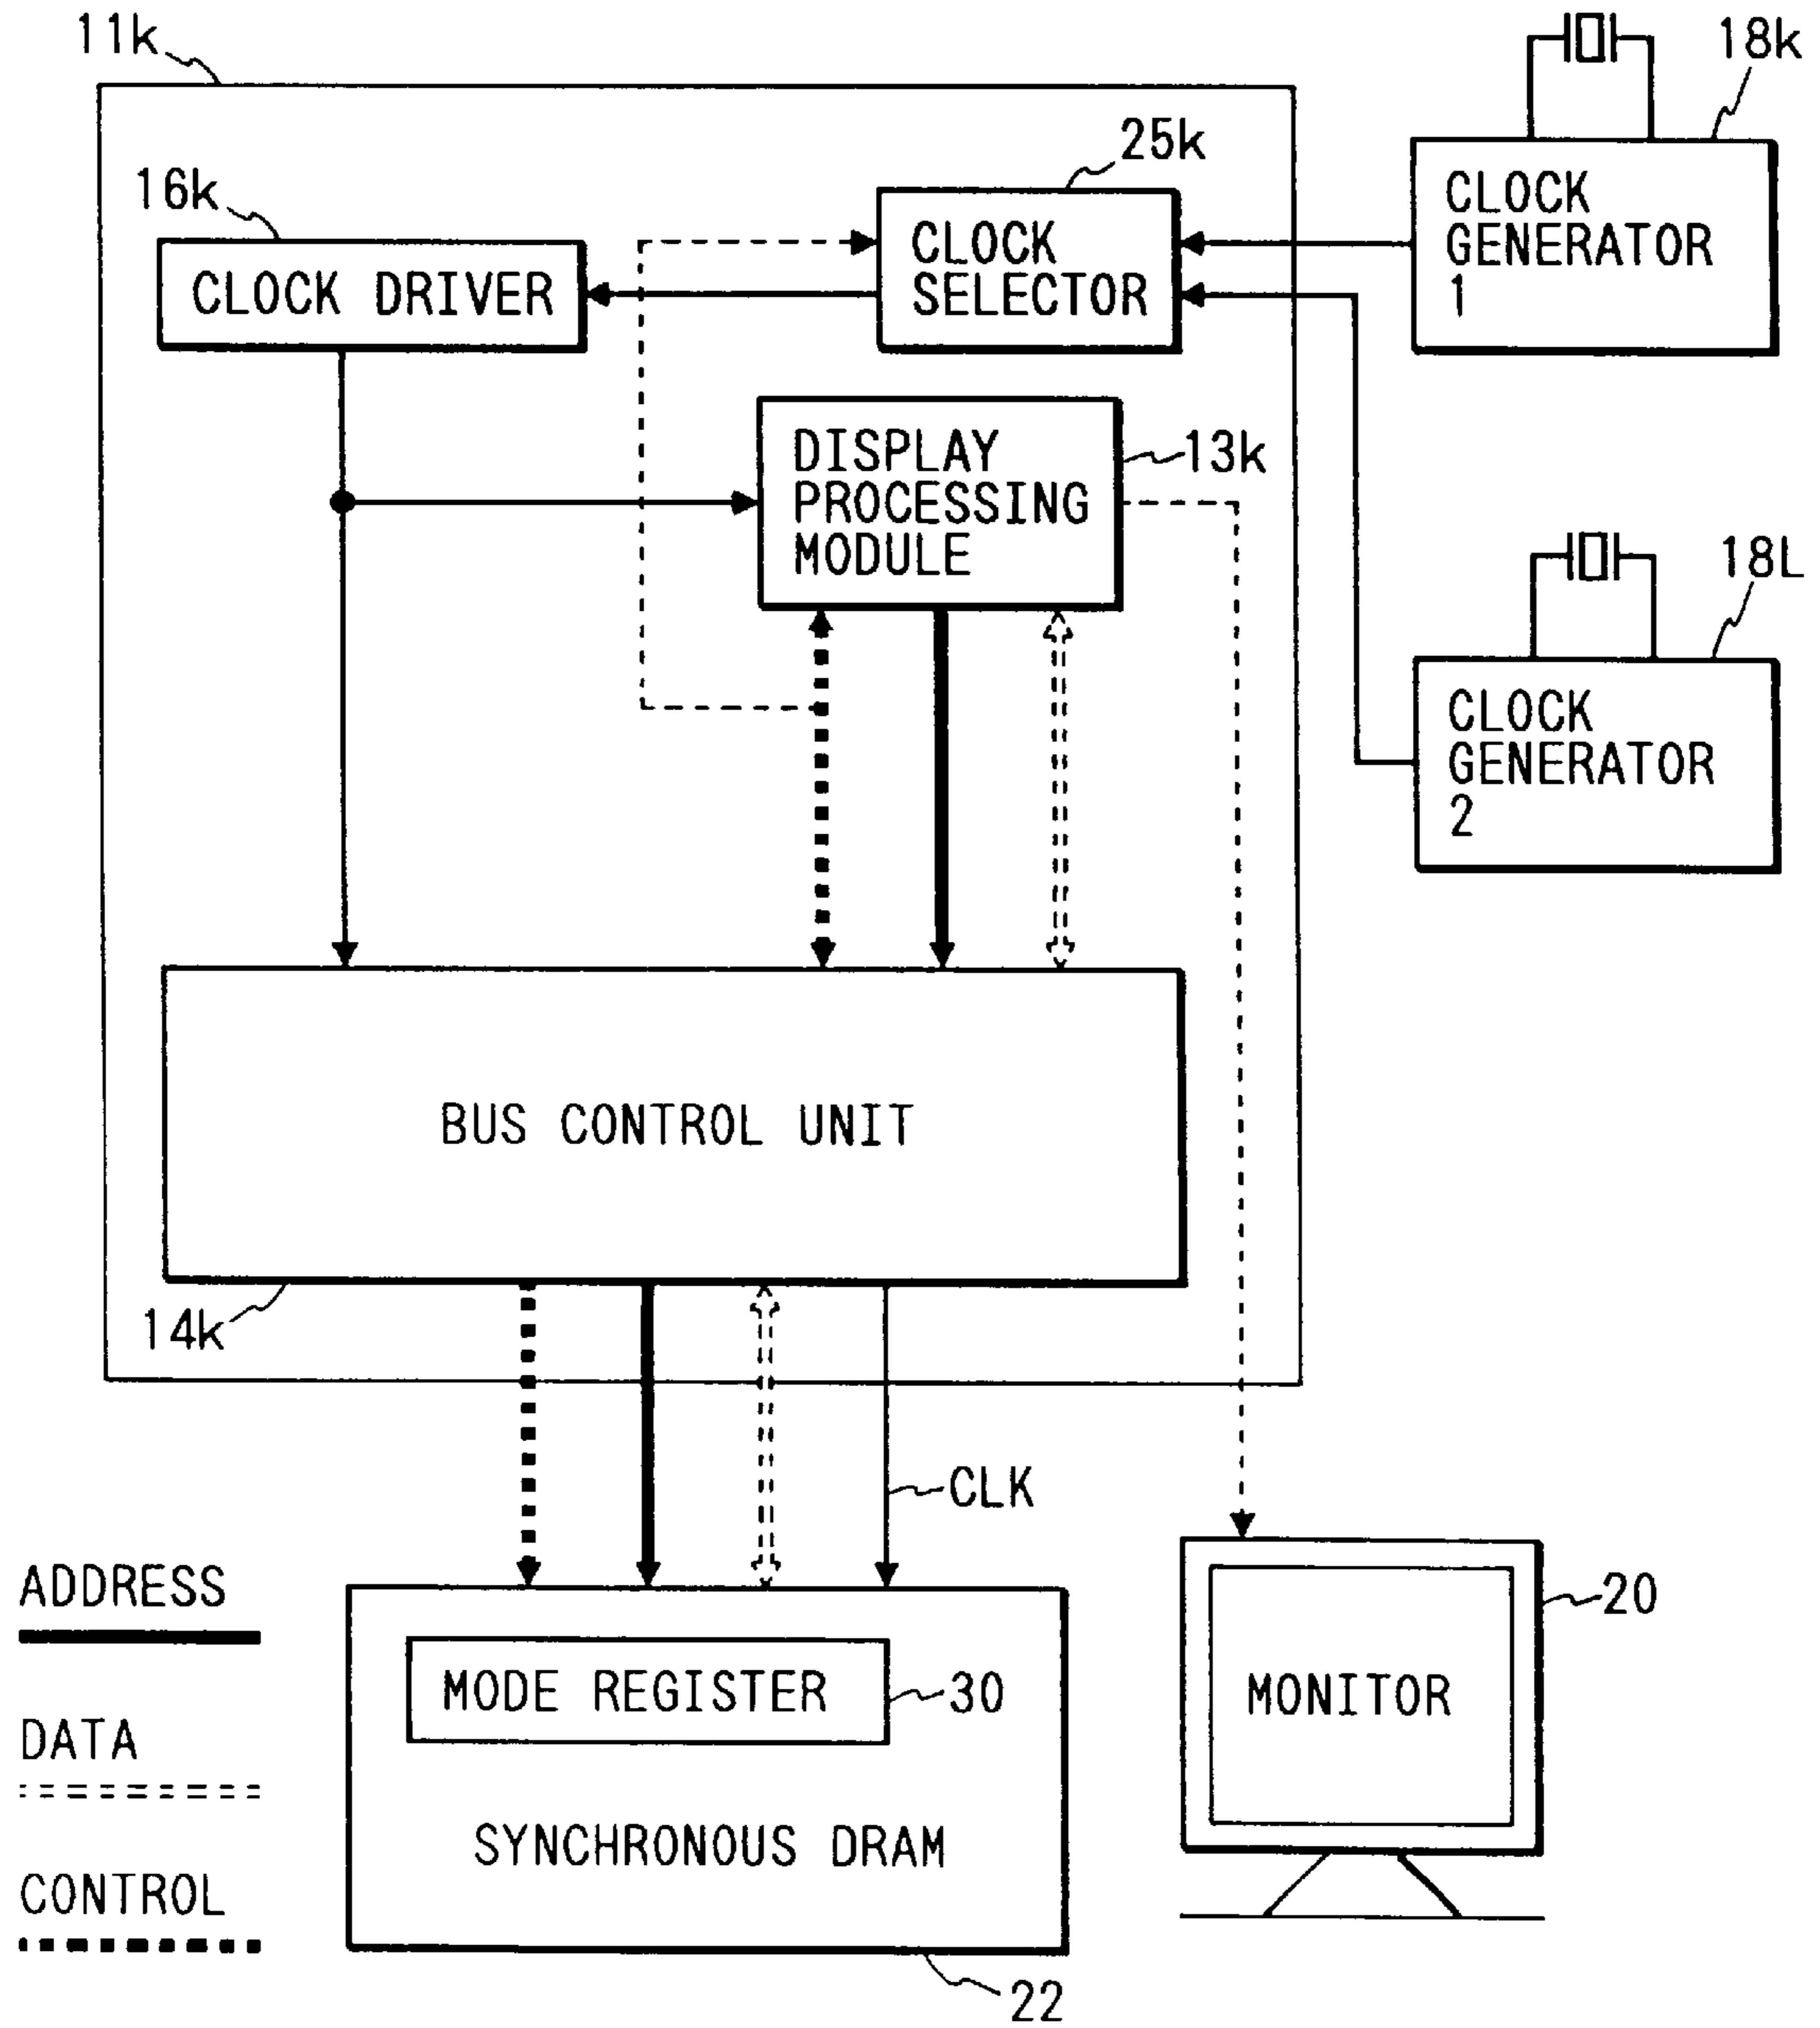 11k
18k
25k
16k
CLOCK
GENERATOR
1
CLOCK
SELECTOR
CLOCK DRIVER
DISPLAY
PROCESSING
MODULE
13k
18L
CLOCK
GENERATOR
2
BUS CONTROL UNIT
14k
CLK
ADDRESS
DATA
CONTROL
MODE REGISTER
30
SYNCHRONOUS DRAM
22
MONITOR
20